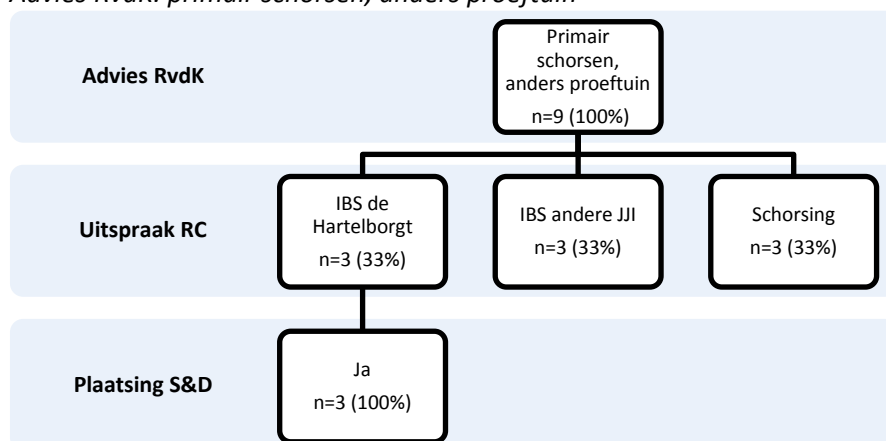 Advies RvdK: primair schorsen, anders proeftuin
Advies RvdK
Primair
schorsen,
anders proeftuin
n=9 (100%)
Uitspraak RC
IBS de
Hartelborgt
n=3 (33%)
IBS andere JJI
n=3 (33%)
Schorsing
n=3 (33%)
Plaatsing S&D
Ja
n=3 (100%)